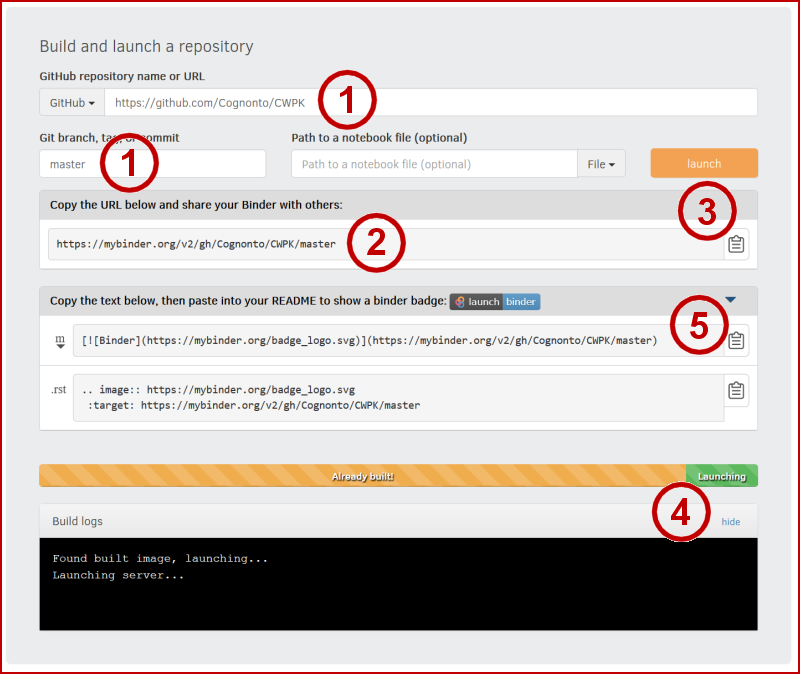 Build and launch a repository
GitHub repository name or URL
GitHub
https://github.com/Cognonto/CWPK
1
Git branch, tag, or commit
Path to a notebook file (optional)
master
1
Path to a notebook file (optional)
File
launch
3
Copy the URL below and share your Binder with others:
https://mybinder.org/v2/gh/Cognonto/CWPK/master
2
Copy the text below, then paste into your README to show a binder badge:
launch binder
5
m
[![Binder](https://mybinder.org/badge_logo.svg)](https://mybinder.org/v2/gh/Cognonto/CWPK/master)
.rst
.. image:: https://mybinder.org/badge_logo.svg
:target: https://mybinder.org/v2/gh/Cognonto/CWPK/master
Already built!
Launching
4
Build logs
hide
Found built image, launching...
Launching server...